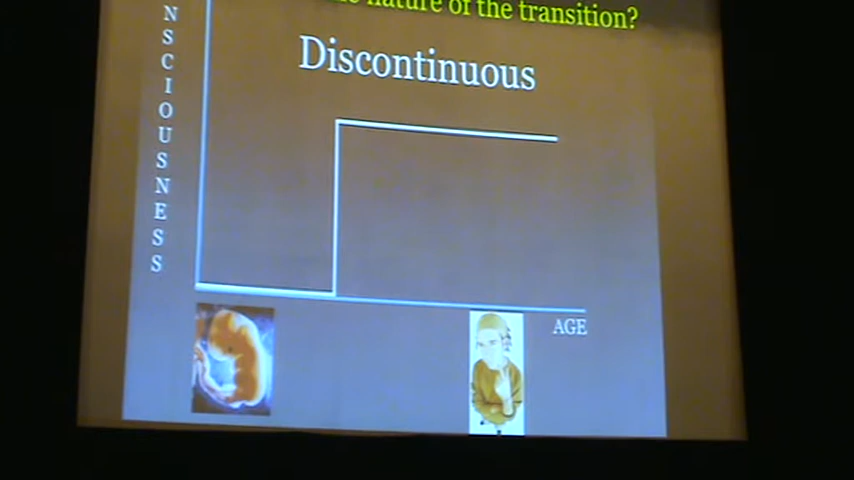 nature of the transition?
Discontinuous
NSCIOUSNESS
AGE